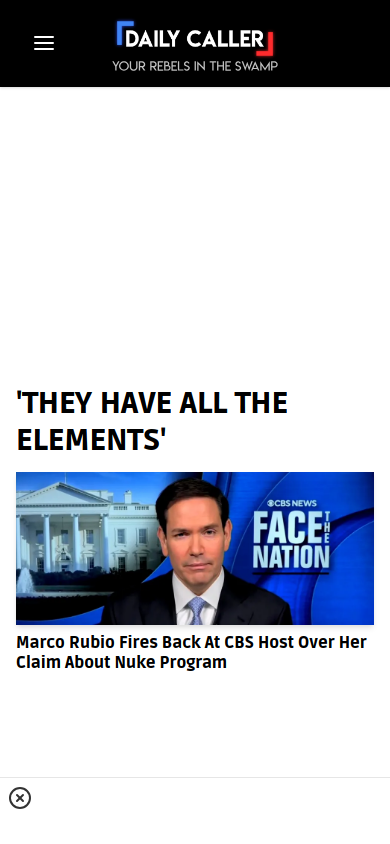 DAILY CALLER
YOUR REBELS IN THE SWAMP
'THEY HAVE ALL THE
ELEMENTS'
CBS NEWS
FACE THE
NATION
Marco Rubio Fires Back At CBS Host Over Her
Claim About Nuke Program